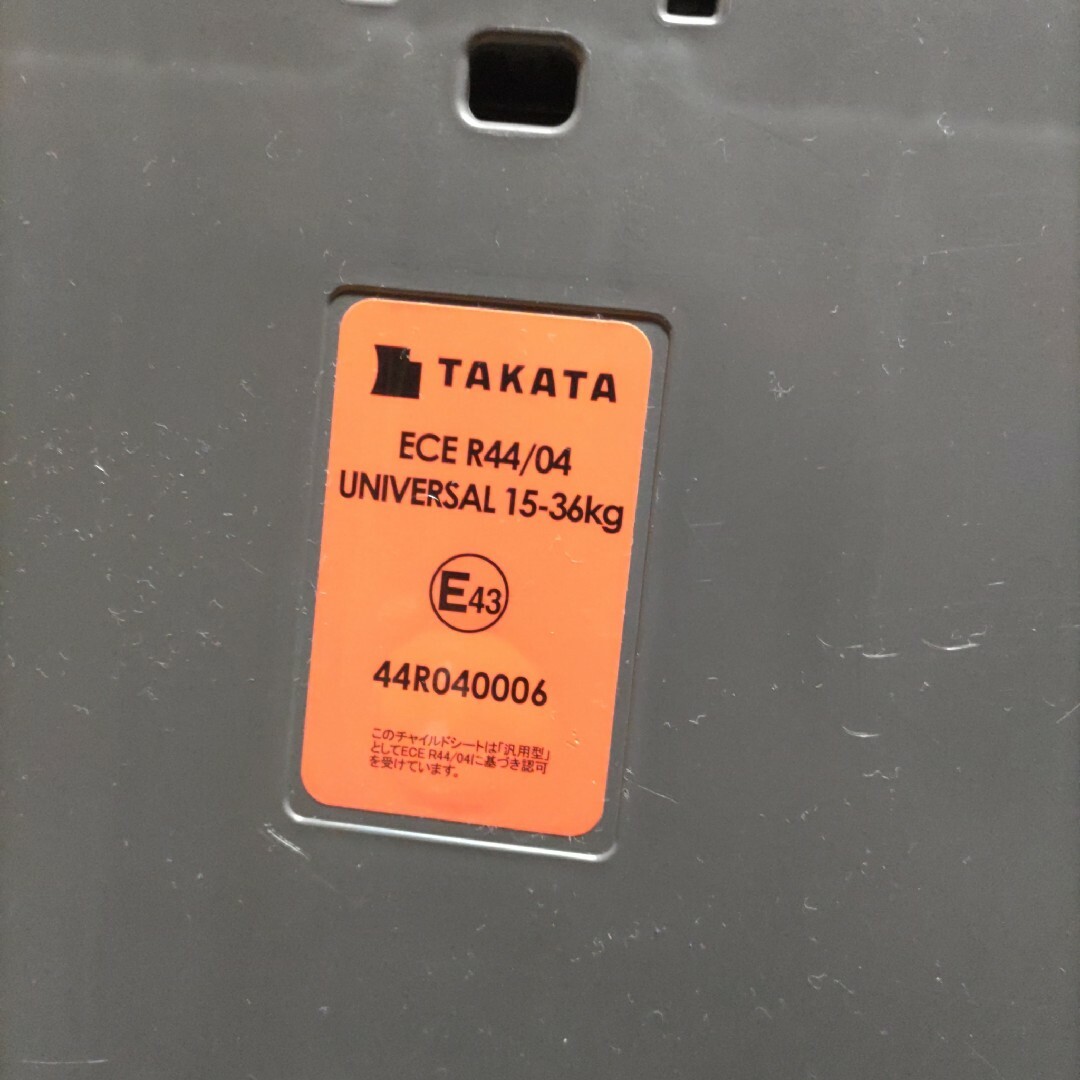 TAKATA
ECE R44/04
UNIVERSAL 15-36kg
E43
44R040006
このチャイルドシートは「汎用型」
としてECE R44/04に基づき認可
を受けています。